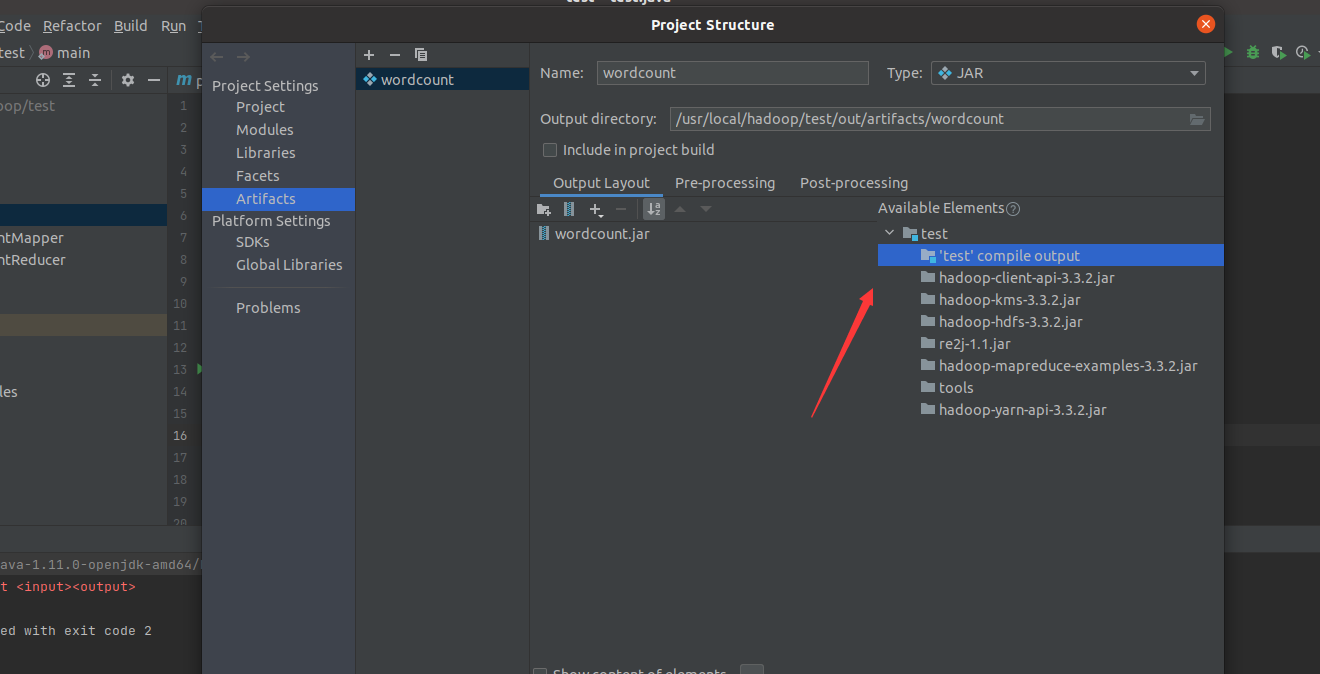 Project Structure
Code Refactor Build Run
test main
oop/test
ntMapper
ntReducer
les
1
2
3
4
5
6
7
8
9
10
11
12
13
14
15
16
17
18
19
20
Project Settings
Project
Modules
Libraries
Facets
Artifacts
Platform Settings
SDKs
Global Libraries
Problems
wordcount
Name: wordcount Type: JAR
Output directory: /usr/local/hadoop/test/out/artifacts/wordcount
Include in project build
Output Layout Pre-processing Post-processing
Available Elements
wordcount.jar
test
'test' compile output
hadoop-client-api-3.3.2.jar
hadoop-kms-3.3.2.jar
hadoop-hdfs-3.3.2.jar
re2j-1.1.jar
hadoop-mapreduce-examples-3.3.2.jar
tools
hadoop-yarn-api-3.3.2.jar
Show content of elements
ava-1.11.0-openjdk-amd64/
t <input><output>
ed with exit code 2